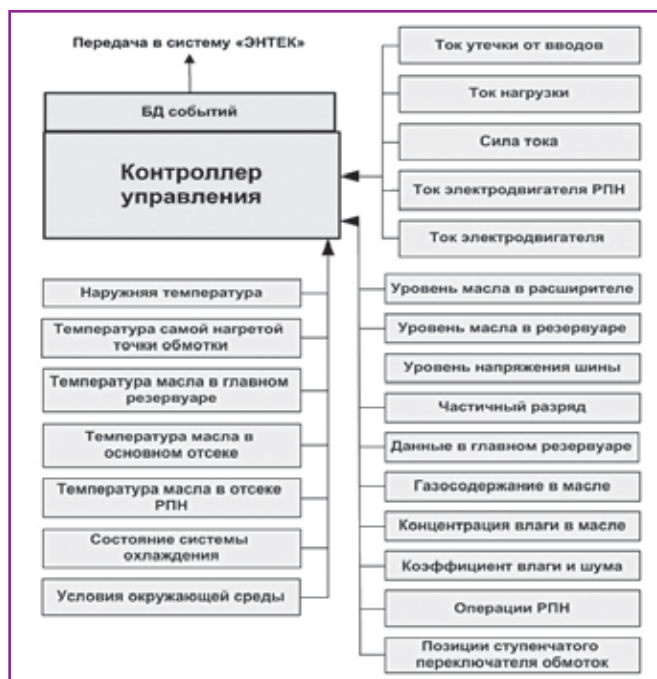 Передача в систему «ЭНТЕК»
БД событий
Контроллер
управления
Ток утечки от вводов
Ток нагрузки
Сила тока
Ток электродвигателя РПН
Ток электродвигателя
Наружняя температура
Температура самой нагретой
точки обмотки
Температура масла в главном
резервуаре
Температура масла в
основном отсеке
Температура масла в отсеке
РПН
Состояние системы
охлаждения
Условия окружающей среды
Уровень масла в расширителе
Уровень масла в резервуаре
Уровень напряжения шины
Частичный разряд
Данные в главном резервуаре
Газосодержание в масле
Концентрация влаги в масле
Коэффициент влаги и шума
Операции РПН
Позиции ступенчатого
переключателя обмоток